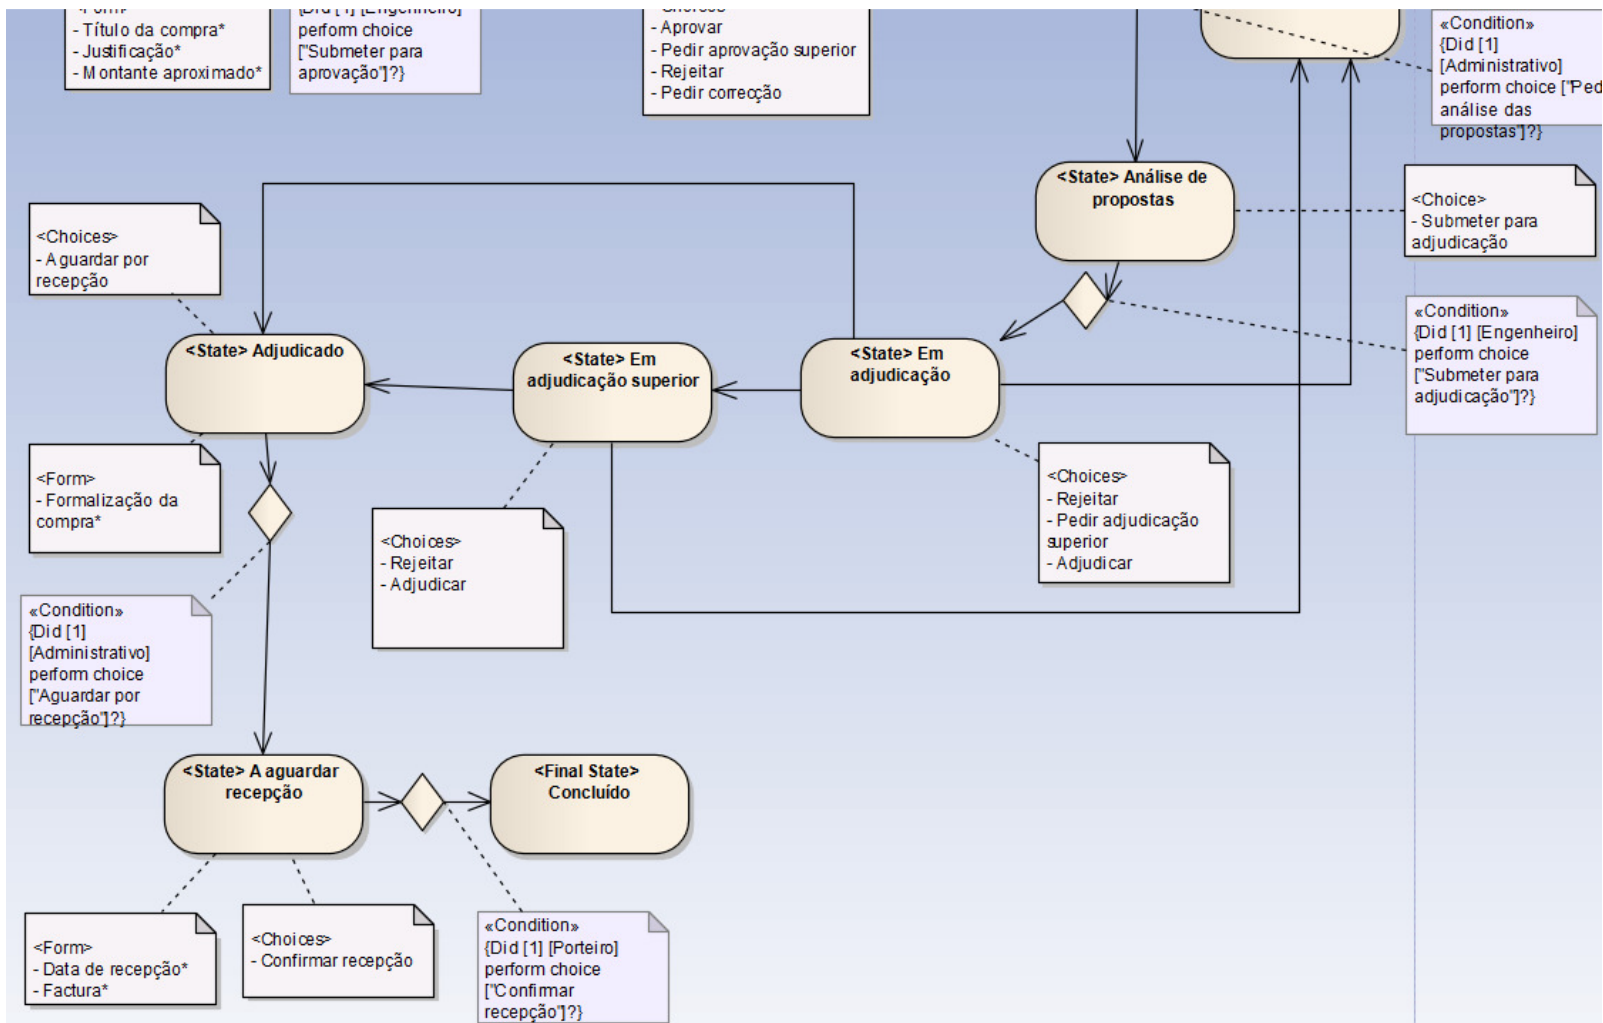 - Título da compra*
- Justificação*
- Montante aproximado*
{Did [1] [Engenheiro]
perform choice
["Submeter para
aprovação"]?}
- Aprovar
- Pedir aprovação superior
- Rejeitar
- Pedir correcção
«Condition»
{Did [1]
[Administrativo]
perform choice ["Ped
análise das
propostas"]?}
<State> Análise de
propostas
<Choice>
- Submeter para
adjudicação
<Choices>
- Aguardar por
recepção
«Condition»
{Did [1] [Engenheiro]
perform choice
["Submeter para
adjudicação"]?}
<State> Adjudicado
<State> Em
adjudicação superior
<State> Em
adjudicação
<Form>
- Formalização da
compra*
<Choices>
- Rejeitar
- Adjudicar
<Choices>
- Rejeitar
- Pedir adjudicação
superior
- Adjudicar
«Condition»
{Did [1]
[Administrativo]
perform choice
["Aguardar por
recepção"]?}
<State> A aguardar
recepção
<Final State>
Concluído
<Form>
- Data de recepção*
- Factura*
<Choices>
- Confirmar recepção
«Condition»
{Did [1] [Porteiro]
perform choice
["Confirmar
recepção"]?}